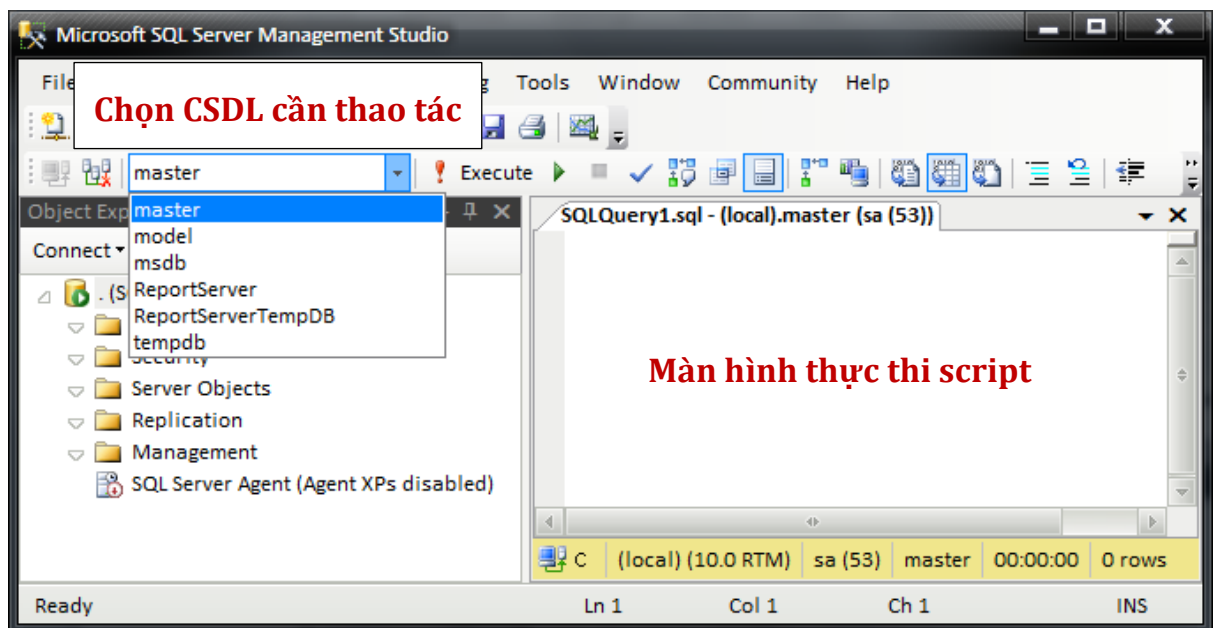 Microsoft SQL Server Management Studio
File Tools Window Community Help
Chọn CSDL cần thao tác
master Execute
Object Exp
master
model
msdb
ReportServer
ReportServerTempDB
tempdb
Connect
. (S
Security
Server Objects
Replication
Management
SQL Server Agent (Agent XPs disabled)
SQLQuery1.sql - (local).master (sa (53))
Màn hình thực thi script
C (local) (10.0 RTM) sa (53) master 00:00:00 0 rows
Ready Ln 1 Col 1 Ch 1 INS